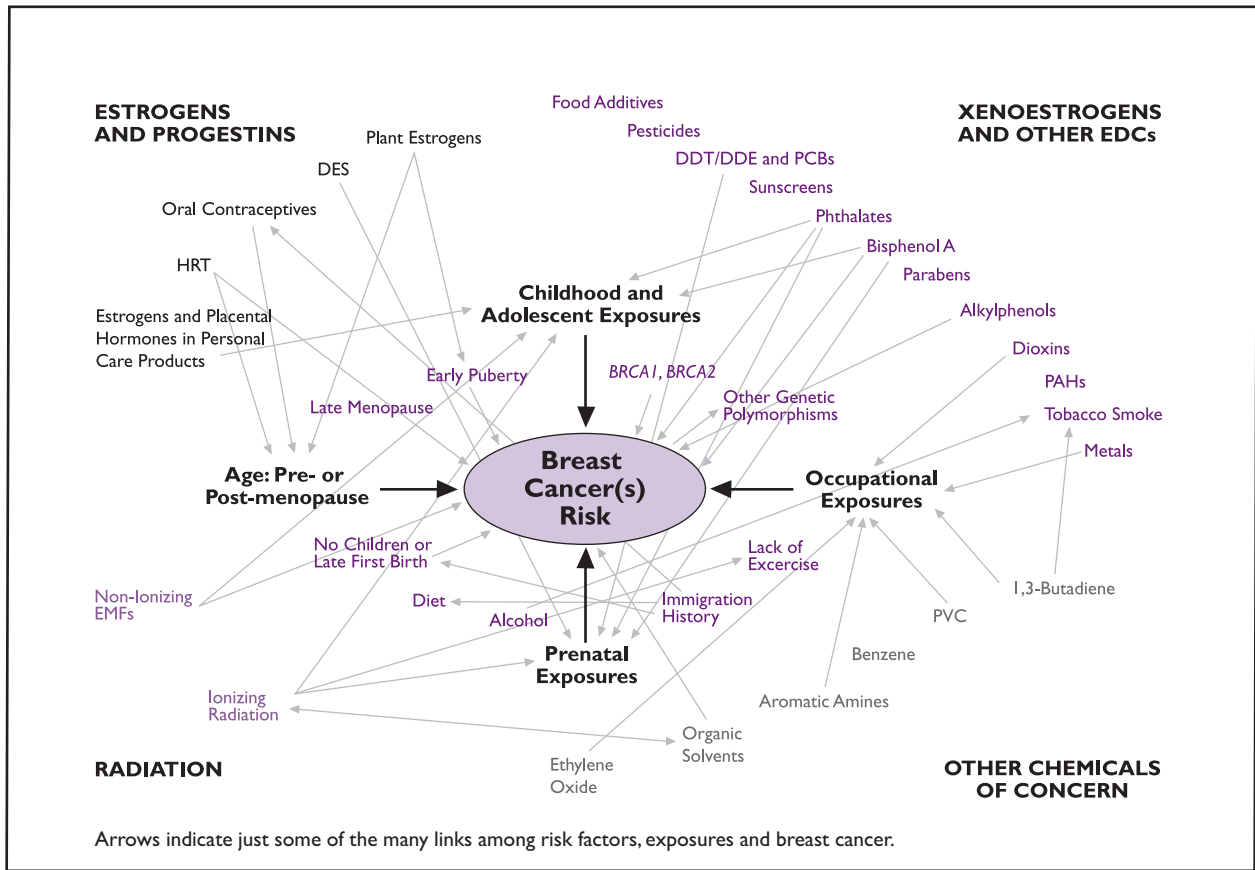 ESTROGENS
AND PROGESTINS
XENOESTROGENS
AND OTHER EDCs
Food Additives
Pesticides
Plant Estrogens
DDT/DDE and PCBs
DES
Sunscreens
Oral Contraceptives
Phthalates
HRT
Bisphenol A
Parabens
Childhood and
Adolescent Exposures
Estrogens and Placental
Hormones in Personal
Care Products
Alkylphenols
Dioxins
Early Puberty
BRCA1, BRCA2
PAHs
Late Menopause
Other Genetic
Polymorphisms
Tobacco Smoke
Metals
Age: Pre- or
Post-menopause
Breast
Cancer(s)
Risk
Occupational
Exposures
No Children or
Late First Birth
Lack of
Excercise
Non-Ionizing
EMFs
Diet
Alcohol
Immigration
History
1,3-Butadiene
PVC
Prenatal
Exposures
Benzene
Ionizing
Radiation
Aromatic Amines
Organic
Solvents
Ethylene
Oxide
RADIATION
OTHER CHEMICALS
OF CONCERN
Arrows indicate just some of the many links among risk factors, exposures and breast cancer.